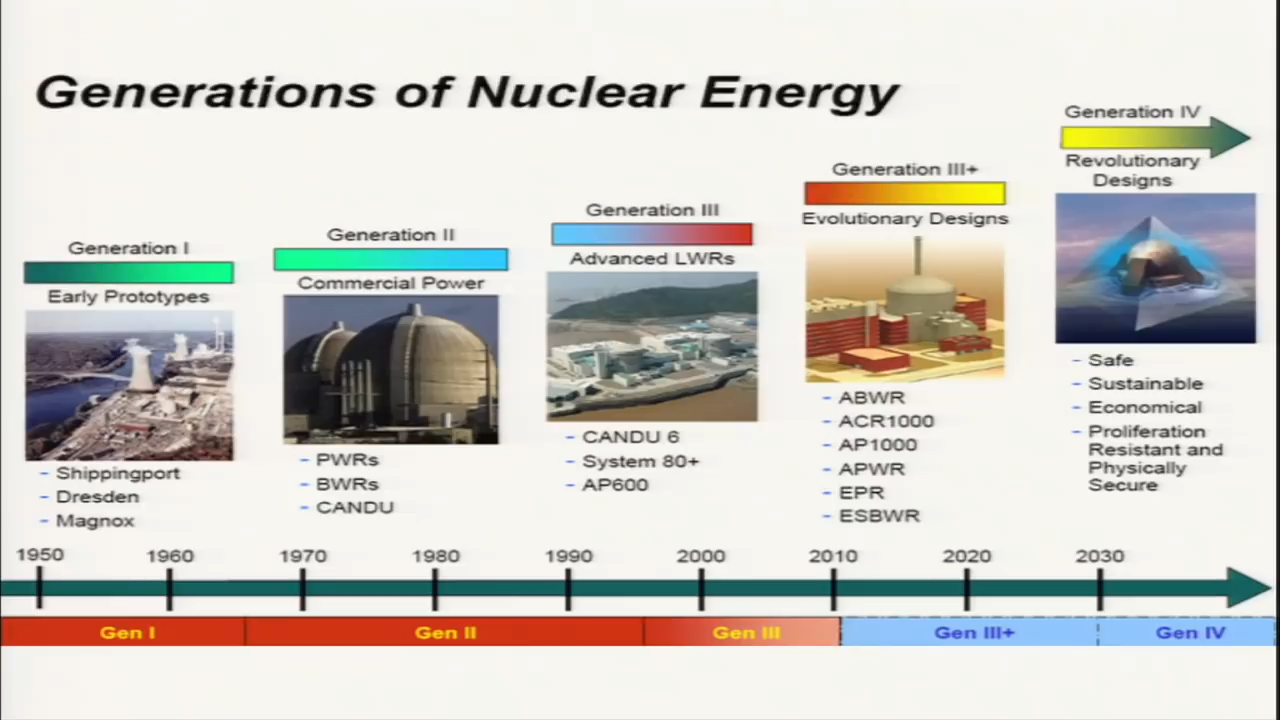 Generations of Nuclear Energy
Generation I
Early Prototypes
- Shippingport
- Dresden
- Magnox
Generation II
Commercial Power
- PWRs
- BWRs
- CANDU
Generation III
Advanced LWRs
- CANDU 6
- System 80+
- AP600
Generation III+
Evolutionary Designs
- ABWR
- ACR1000
- AP1000
- APWR
- EPR
- ESBWR
Generation IV
Revolutionary
Designs
- Safe
- Sustainable
- Economical
- Proliferation
Resistant and
Physically
Secure
1950 1960 1970 1980 1990 2000 2010 2020 2030
Gen I Gen II Gen III Gen III+ Gen IV